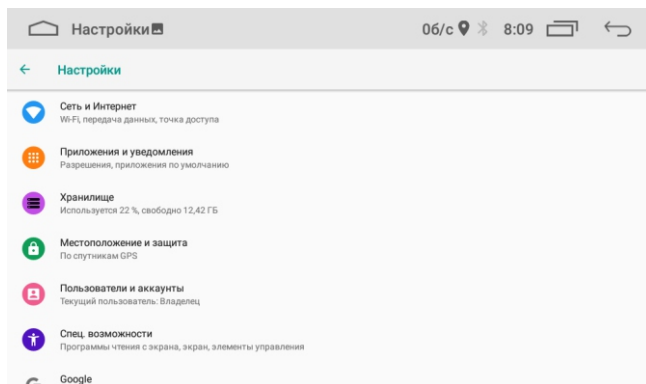 Настройки
0б/с 8:09
Настройки
Сеть и Интернет
Wi-Fi, передача данных, точка доступа
Приложения и уведомления
Разрешения, приложения по умолчанию
Хранилище
Используется 22 %, свободно 12,42 ГБ
Местоположение и защита
По спутникам GPS
Пользователи и аккаунты
Текущий пользователь: Владелец
Спец. возможности
Программы чтения с экрана, экран, элементы управления
Google